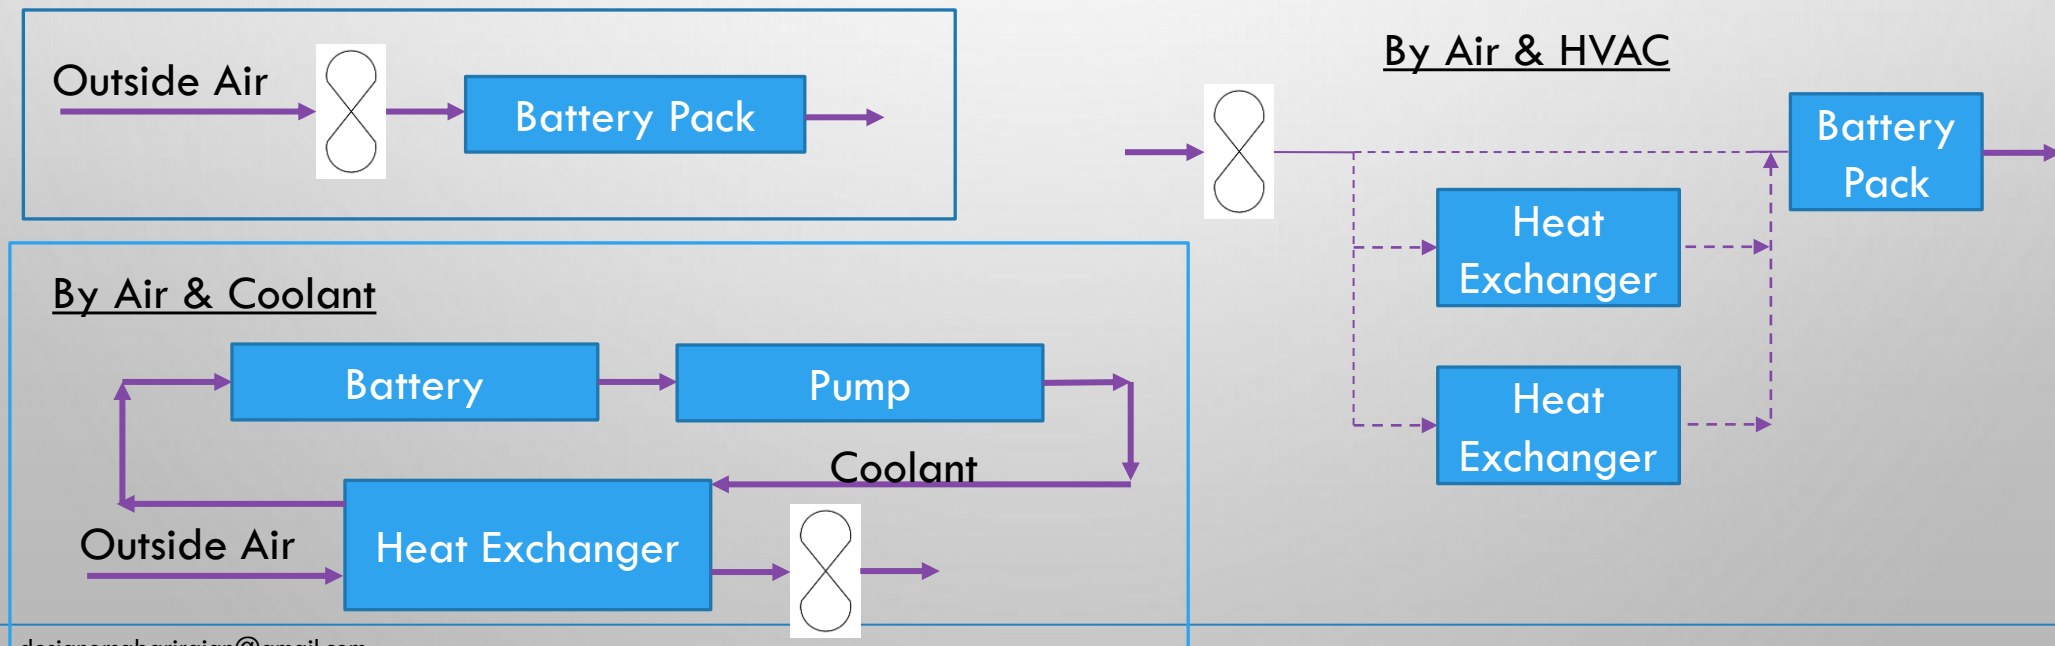 Outside Air
Battery Pack
By Air & HVAC
Battery
Pack
Heat
Exchanger
Heat
Exchanger
By Air & Coolant
Battery
Pump
Coolant
Outside Air
Heat Exchanger